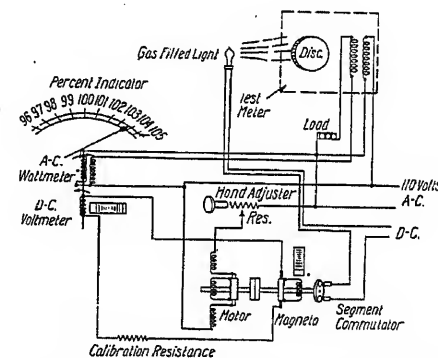 Gas Filled Light
Disc.
Test
Meter
Percent Indicator
96 97 98 99 100 101 102 103 104 105
Load
A-C.
Wattmeter
Hand Adjuster
Res.
110 Volts
A-C.
D-C.
Voltmeter
D-C.
Motor
Magneto
Segment
Commutator
Calibration Resistance